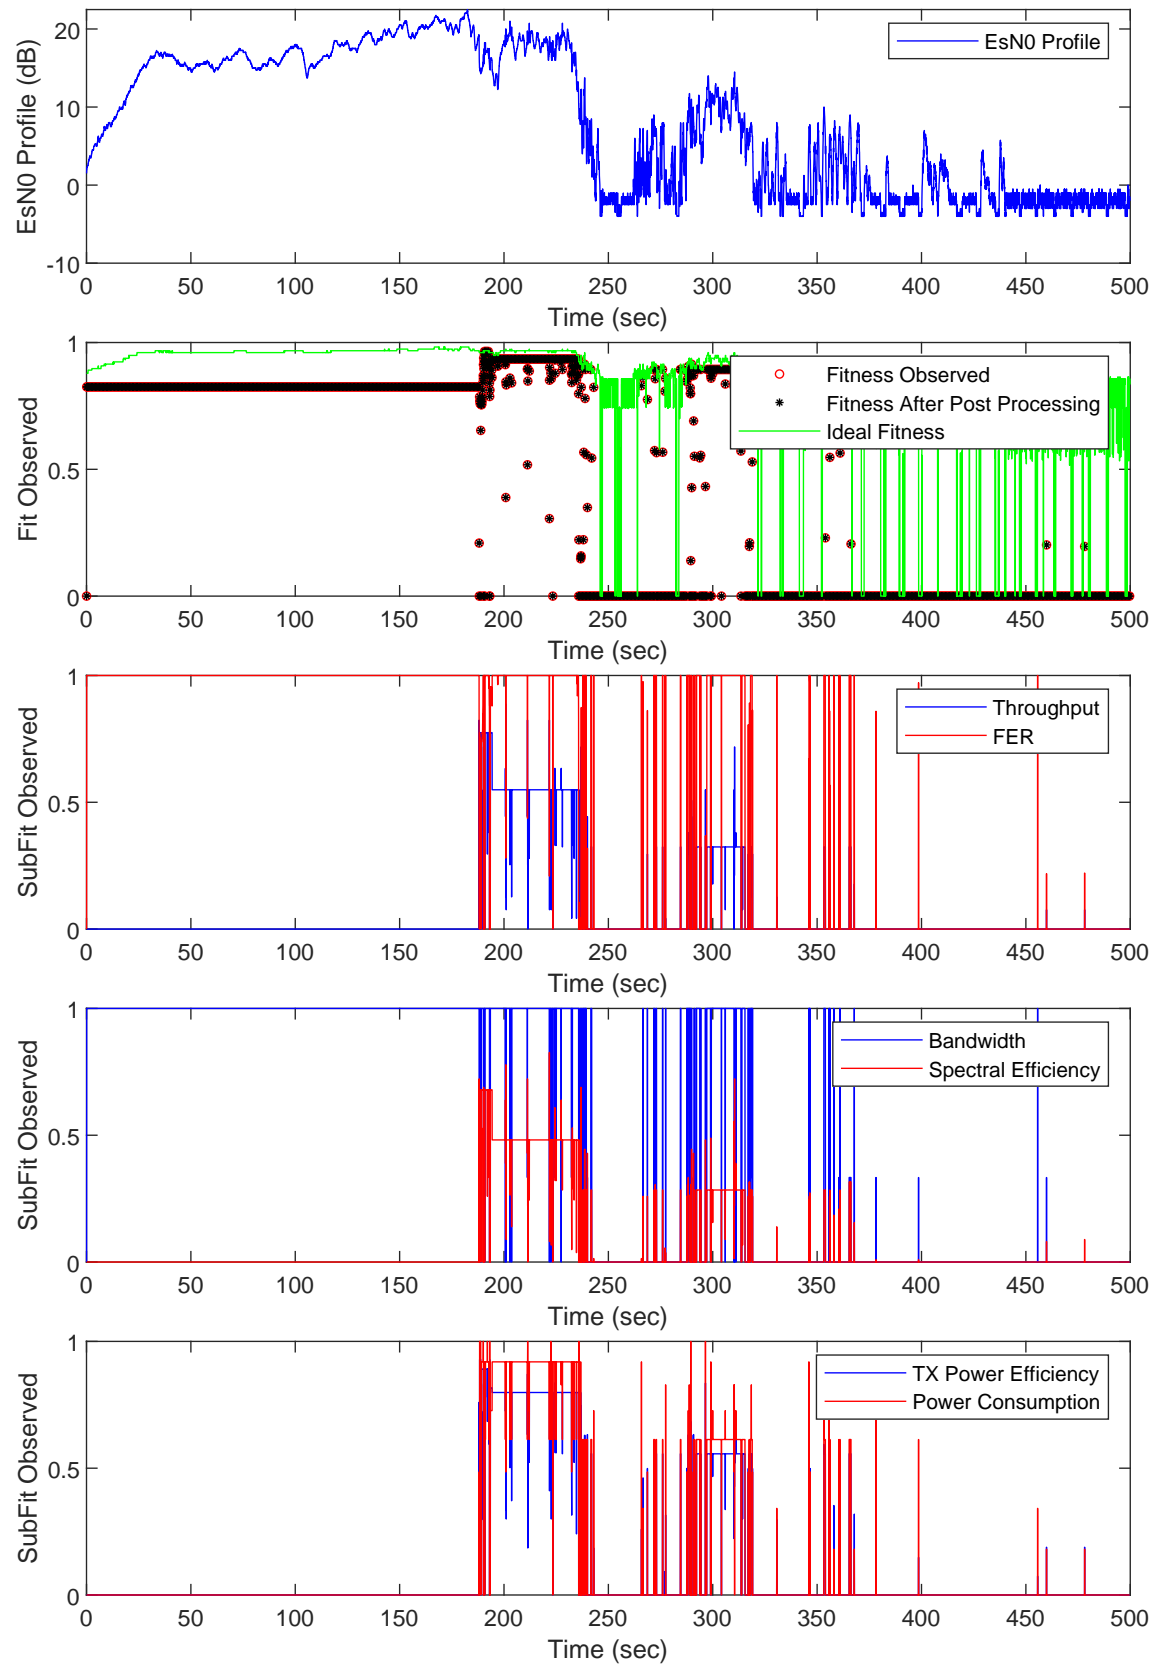 20
10
0
-10
EsN0 Profile (dB)
EsN0 Profile
0 50 100 150 200 250 300 350 400 450 500
Time (sec)
1
0.5
0
Fit Observed
Fitness Observed
Fitness After Post Processing
Ideal Fitness
0 50 100 150 200 250 300 350 400 450 500
Time (sec)
1
0.5
0
SubFit Observed
Throughput
FER
0 50 100 150 200 250 300 350 400 450 500
Time (sec)
1
0.5
0
SubFit Observed
Bandwidth
Spectral Efficiency
0 50 100 150 200 250 300 350 400 450 500
Time (sec)
1
0.5
0
SubFit Observed
TX Power Efficiency
Power Consumption
0 50 100 150 200 250 300 350 400 450 500
Time (sec)